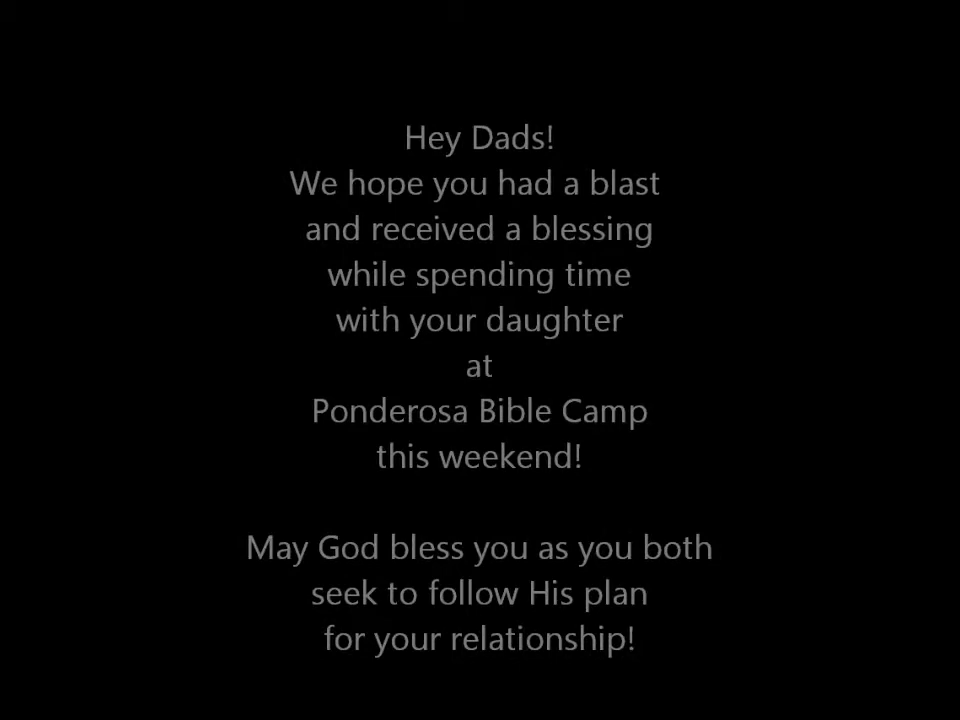 Hey Dads!
We hope you had a blast
and received a blessing
while spending time
with your daughter
at
Ponderosa Bible Camp
this weekend!
May God bless you as you both
seek to follow His plan
for your relationship!